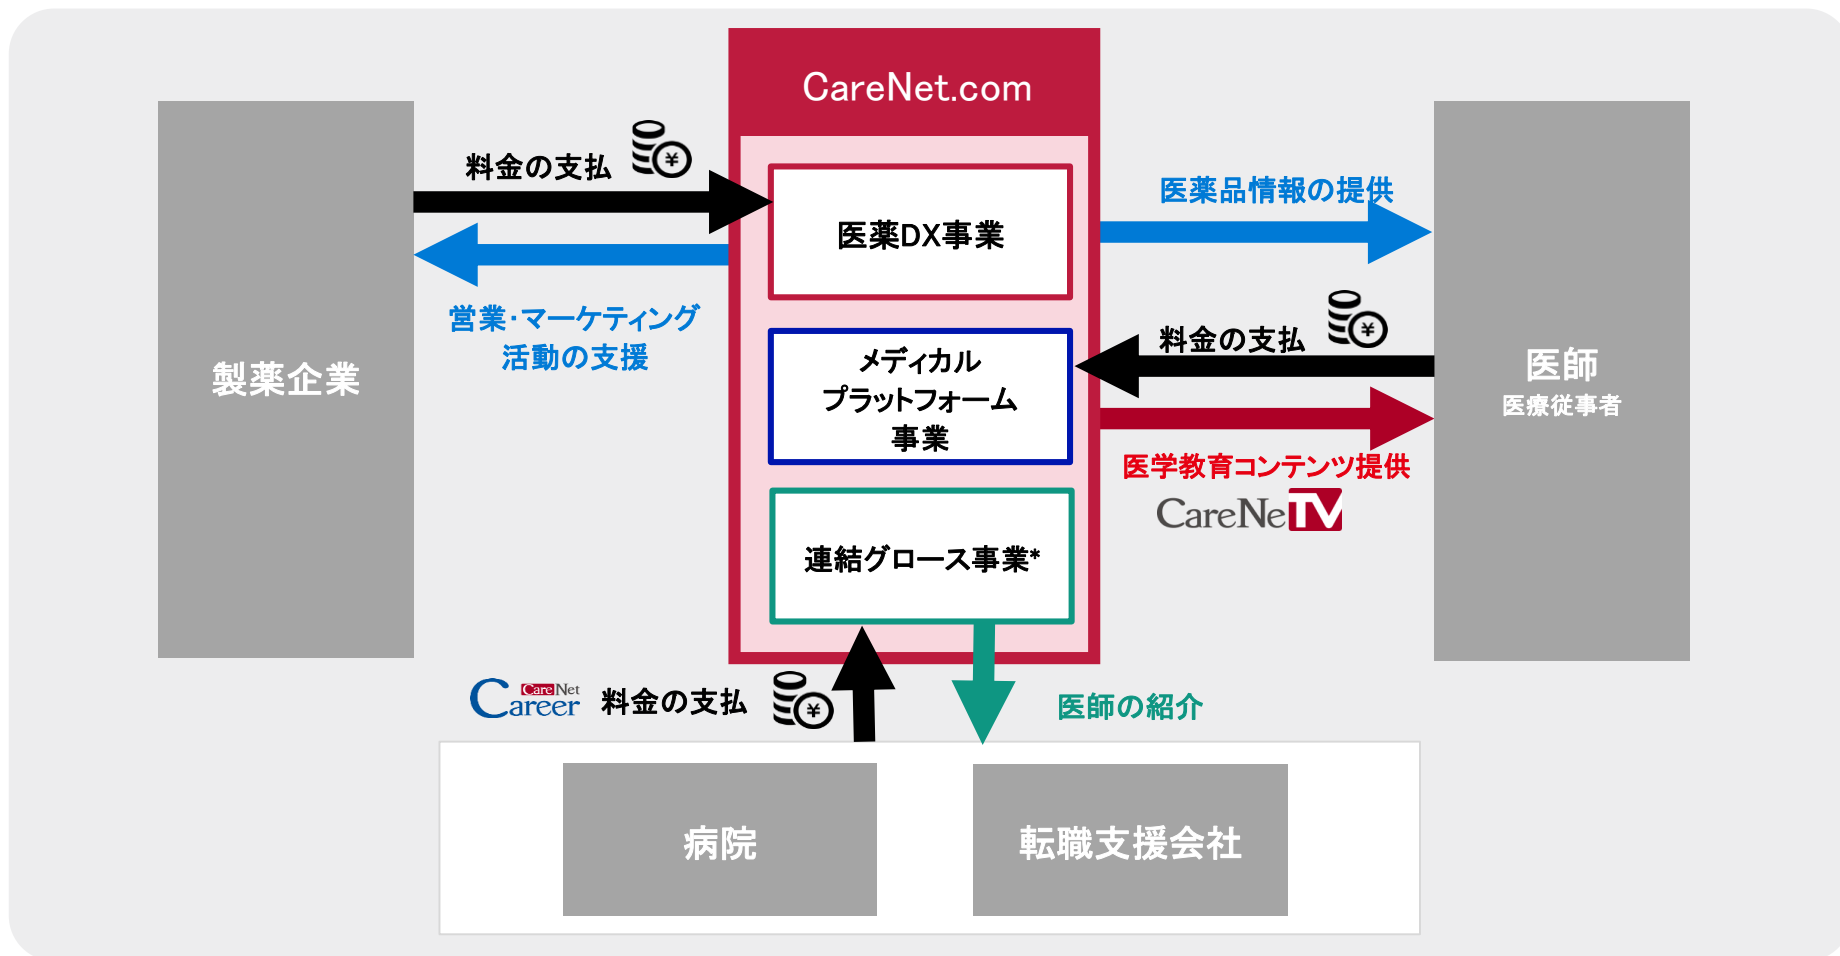 CareNet.com
料金の支払
¥
医薬品情報の提供
医薬DX事業
営業・マーケティング
活動の支援
料金の支払
¥
メディカル
プラットフォーム
事業
製薬企業
医師
医療従事者
医学教育コンテンツ提供
CareNeTV
連結グロース事業*
CareNet
Career
料金の支払
¥
医師の紹介
病院
転職支援会社